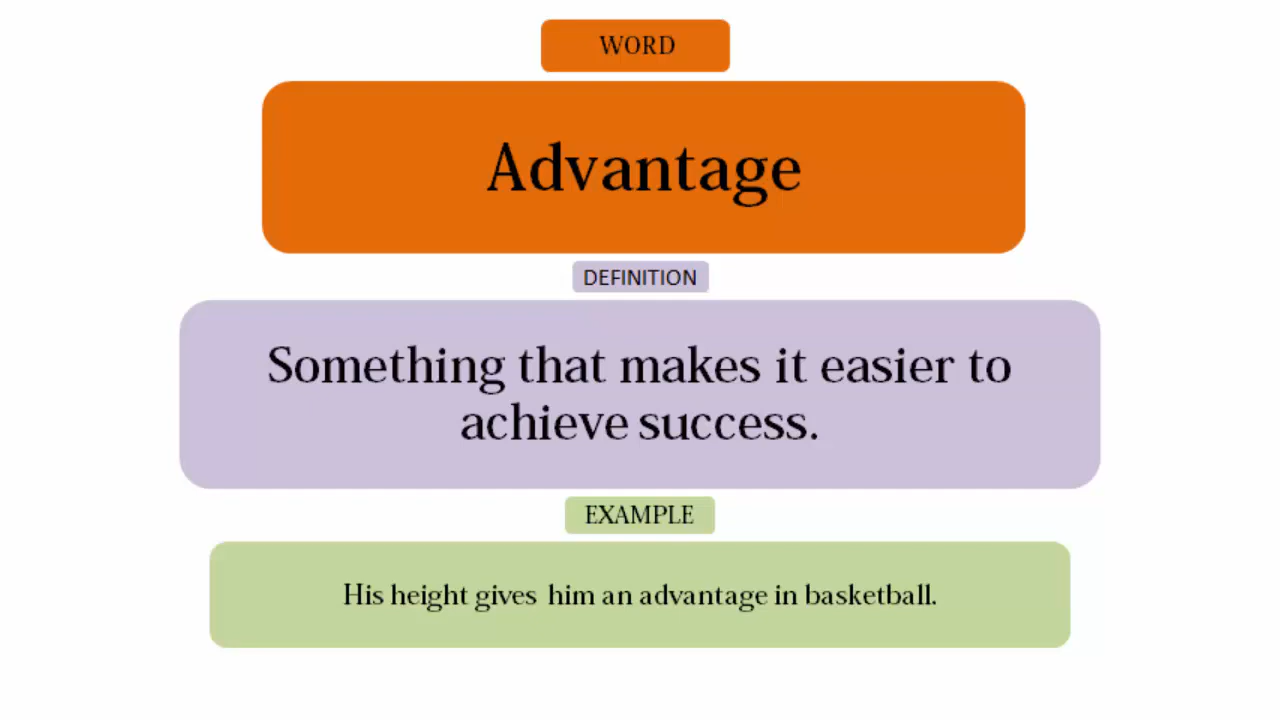 WORD
Advantage
DEFINITION
Something that makes it easier to
achieve success.
EXAMPLE
His height gives him an advantage in basketball.